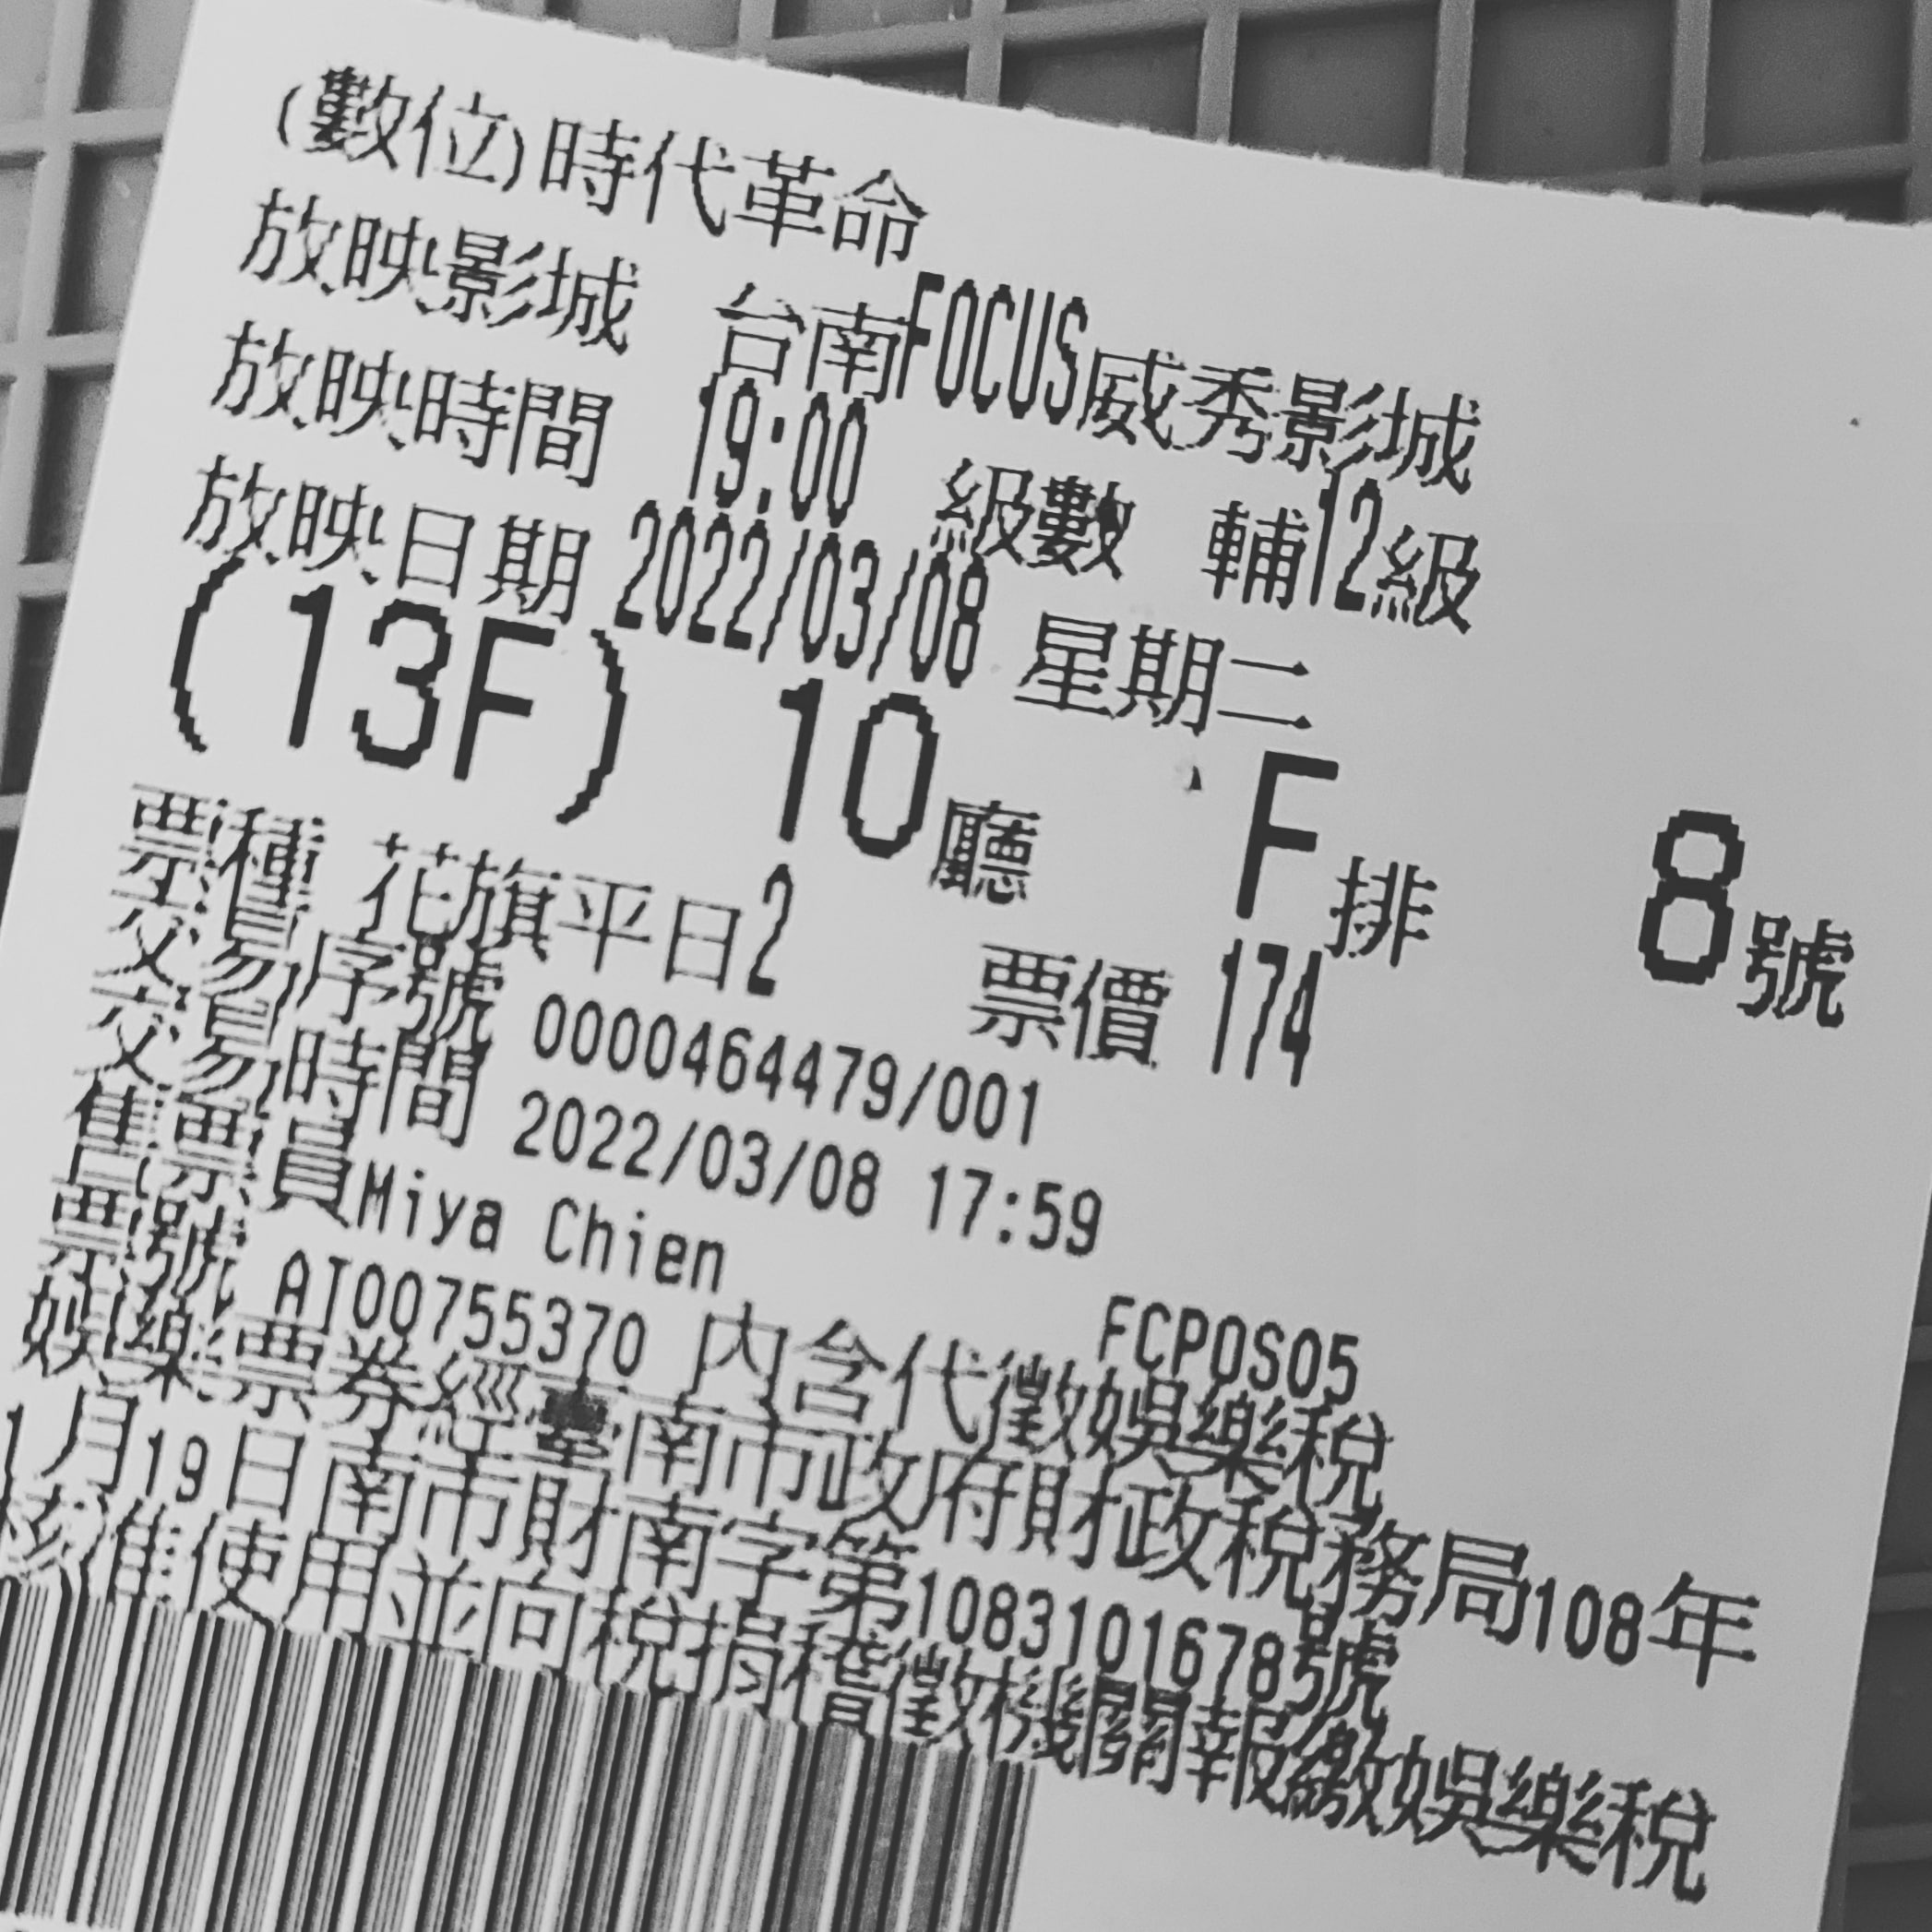 (數位)時代革命
放映影城 台南FOCUS威秀影城
放映時間 19:00 級數 輔12級
放映日期 2022/03/08 星期二
(13F) 10廳 F排 8號
票種 花旗平日2 票價 174
交易序號 0000464479/001
交易時間 2022/03/08 17:59
售票員Miya Chien FCPOS05
票號 AT00755370 內含代徵娛樂稅
娛樂票券經臺南市政府財政稅務局108年
1月19日南市財南字第1083101678號
核准使用並向稅捐稽徵機關報繳娛樂稅